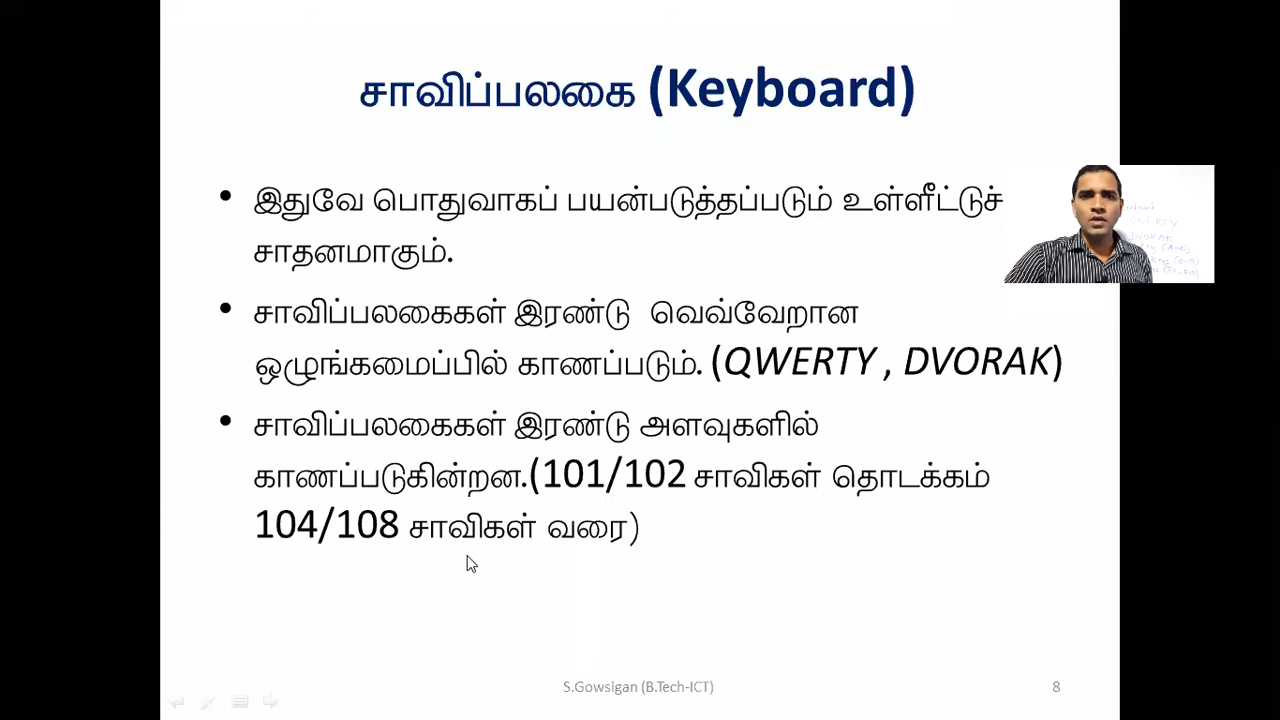 சாவிப்பலகை (Keyboard)
• இதுவே பொதுவாகப் பயன்படுத்தப்படும் உள்ளீட்டுச்
சாதனமாகும்.
• சாவிப்பலகைகள் இரண்டு வெவ்வேறான
ஒழுங்கமைப்பில் காணப்படும். (QWERTY , DVORAK)
• சாவிப்பலகைகள் இரண்டு அளவுகளில்
காணப்படுகின்றன.(101/102 சாவிகள் தொடக்கம்
104/108 சாவிகள் வரை)
DVORAK
S.Gowsigan (B.Tech-ICT)
8